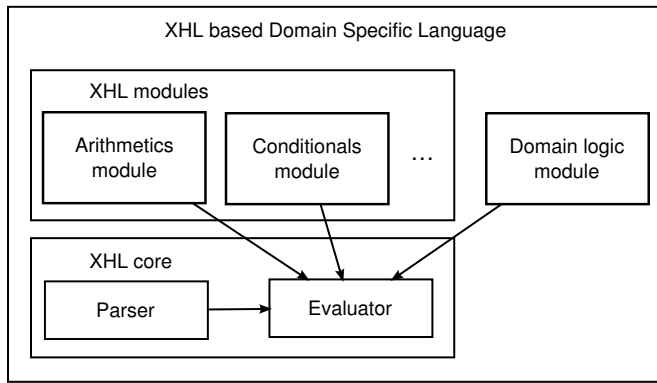 XHL based Domain Specific Language
XHL modules
Arithmetics
module
Conditionals
module
...
Domain logic
module
XHL core
Parser
Evaluator